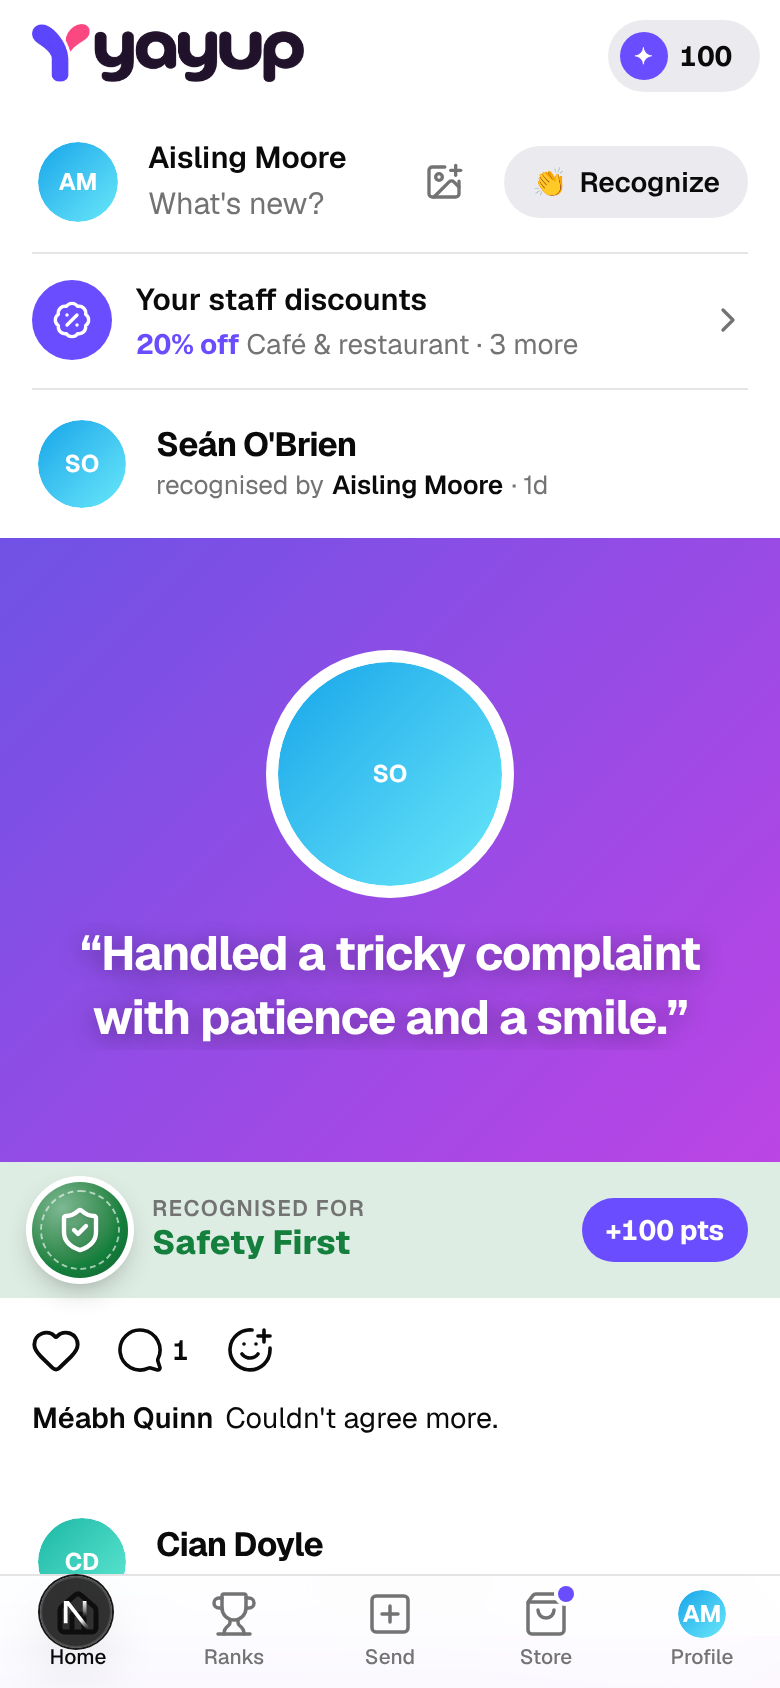 yayup
100
AM
Aisling Moore
What's new?
Recognize
Your staff discounts
20% off Café & restaurant · 3 more
SO
Seán O'Brien
recognised by Aisling Moore · 1d
SO
“Handled a tricky complaint
with patience and a smile.”
RECOGNISED FOR
Safety First
+100 pts
1
Méabh Quinn Couldn't agree more.
CD
Cian Doyle
N
Home
Ranks
Send
Store
AM
Profile